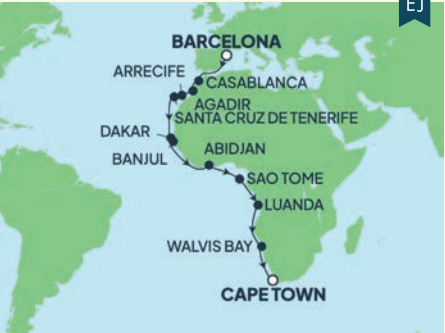 EJ
BARCELONA
ARRECIFE
CASABLANCA
AGADIR
SANTA CRUZ DE TENERIFE
DAKAR
BANJUL
ABIDJAN
SAO TOME
LUANDA
WALVIS BAY
CAPE TOWN